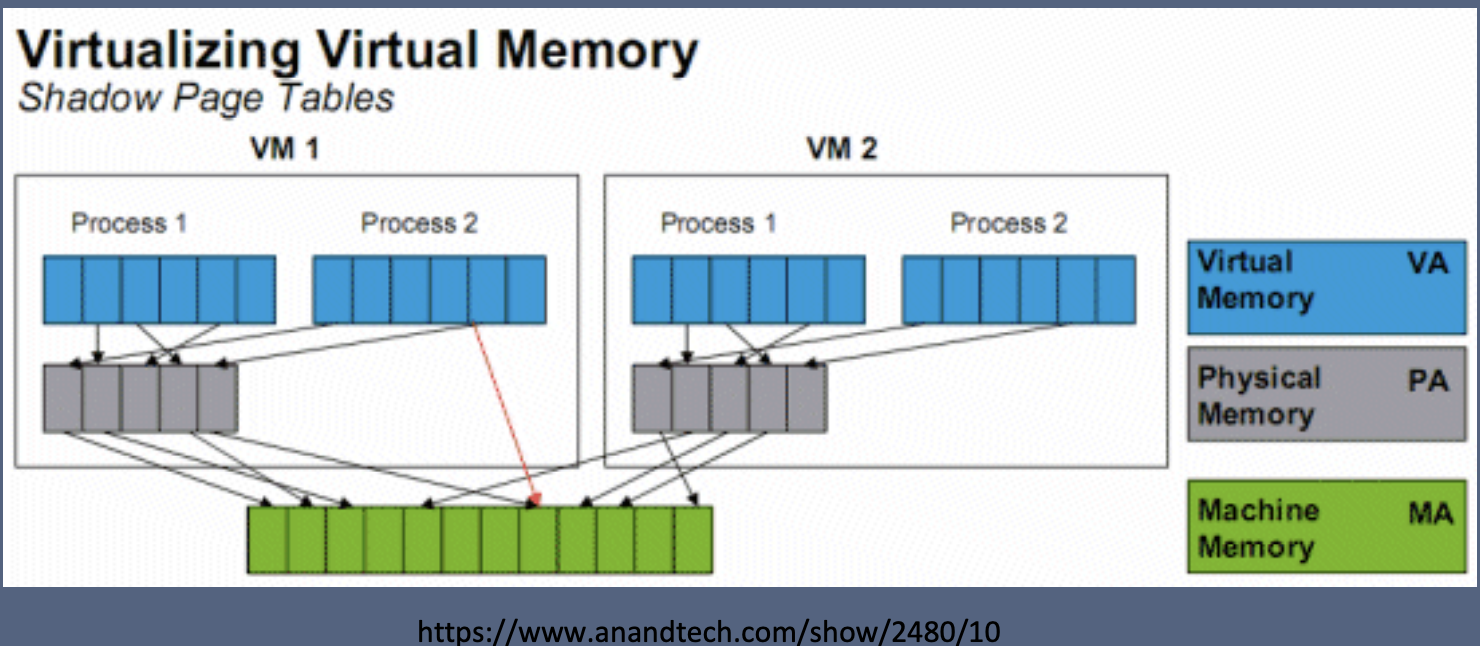 Virtualizing Virtual Memory
Shadow Page Tables
VM 1
VM 2
Process 1
Process 2
Process 1
Process 2
Virtual VA
Memory
Physical PA
Memory
Machine MA
Memory
https://www.anandtech.com/show/2480/10